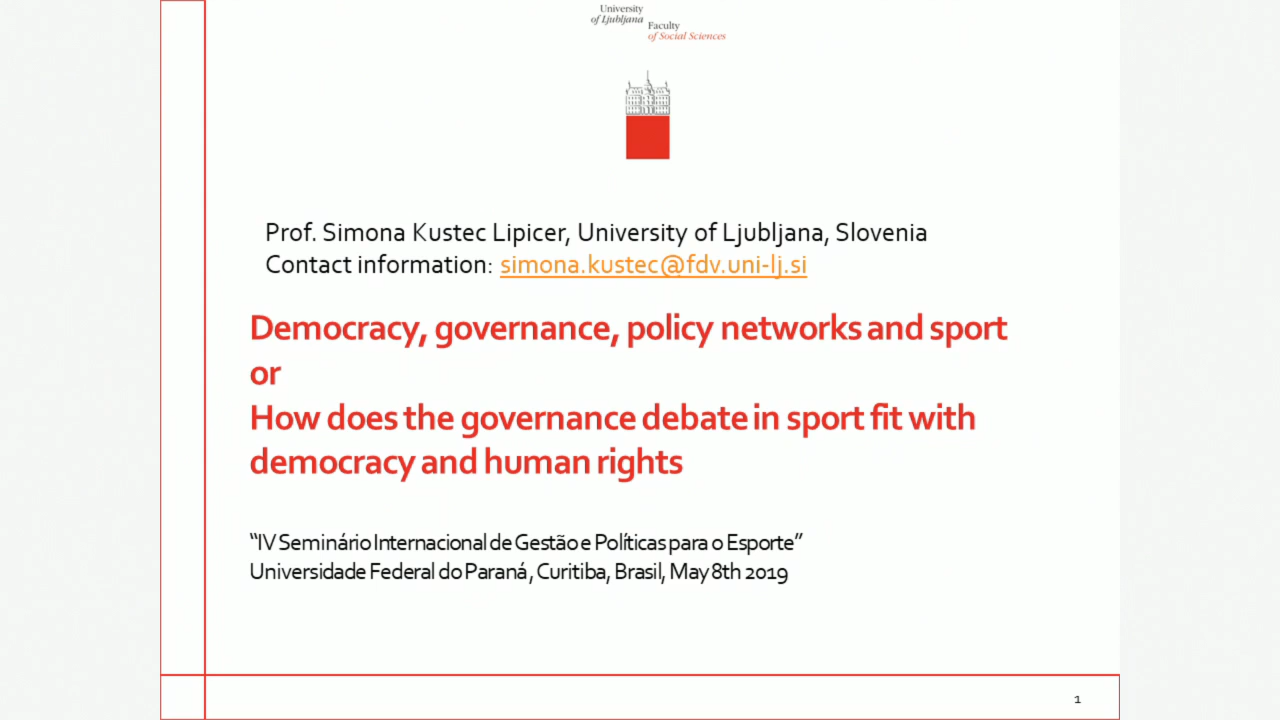 University
of Ljubljana
Faculty
of Social Sciences
Prof. Simona Kustec Lipicer, University of Ljubljana, Slovenia
Contact information: simona.kustec@fdv.uni-lj.si
Democracy, governance, policy networks and sport
or
How does the governance debate in sport fit with
democracy and human rights
“IV Seminário Internacional de Gestão e Políticas para o Esporte”
Universidade Federal do Paraná, Curitiba, Brasil, May 8th 2019
1